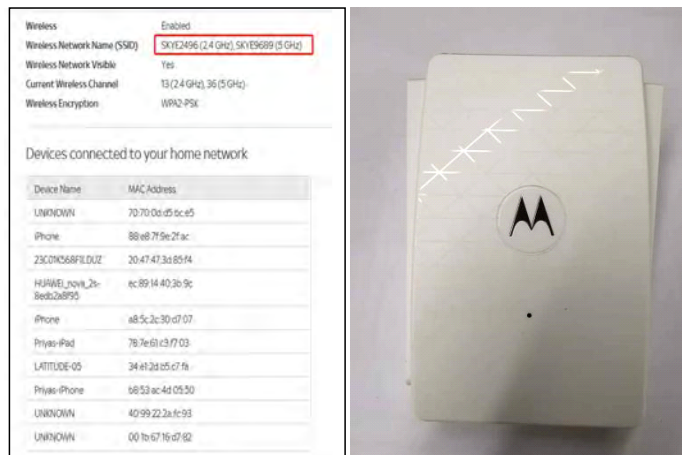 Wireless Enabled
Wireless Network Name (SSID) SKYE2496 (2.4 GHz), SKYE9689 (5 GHz)
Wireless Network Visible Yes
Current Wireless Channel 13 (2.4 GHz), 36 (5 GHz)
Wireless Encryption WPA2-PSK
Devices connected to your home network
Device Name MAC Address
UNKNOWN 70:70:0d:d5:bc:e5
iPhone 88:e8:7f:9e:2f:ac
20:47:47:3d:85:f4
HUAWEI_nova_2s- ec:89:14:40:3b:9c
8edb2a8f95
iPhone a8:5c:2c:30:d7:07
Priyas-iPad 78:7e:61:c3:f7:03
LATITUDE-05 34:e1:2d:b5:c7:fa
Priyas-iPhone b8:53:ac:4d:05:50
UNKNOWN 40:99:22:2a:fc:93
UNKNOWN 00:1b:67:16:d7:82